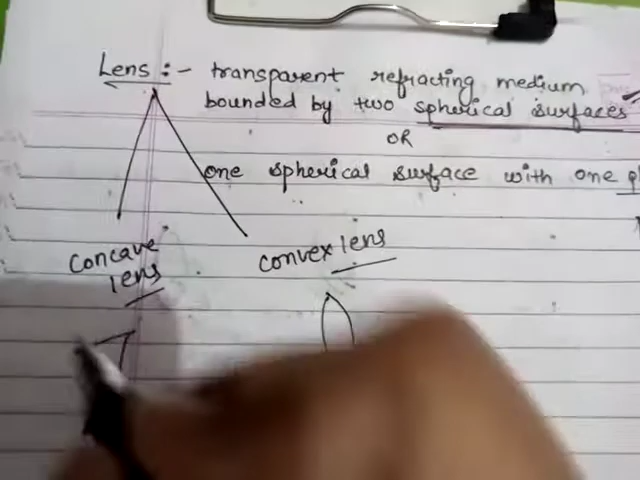 Lens :- transparent refracting medium
bounded by two spherical surfaces
OR
one spherical surface with one
Concave lens
Convex lens